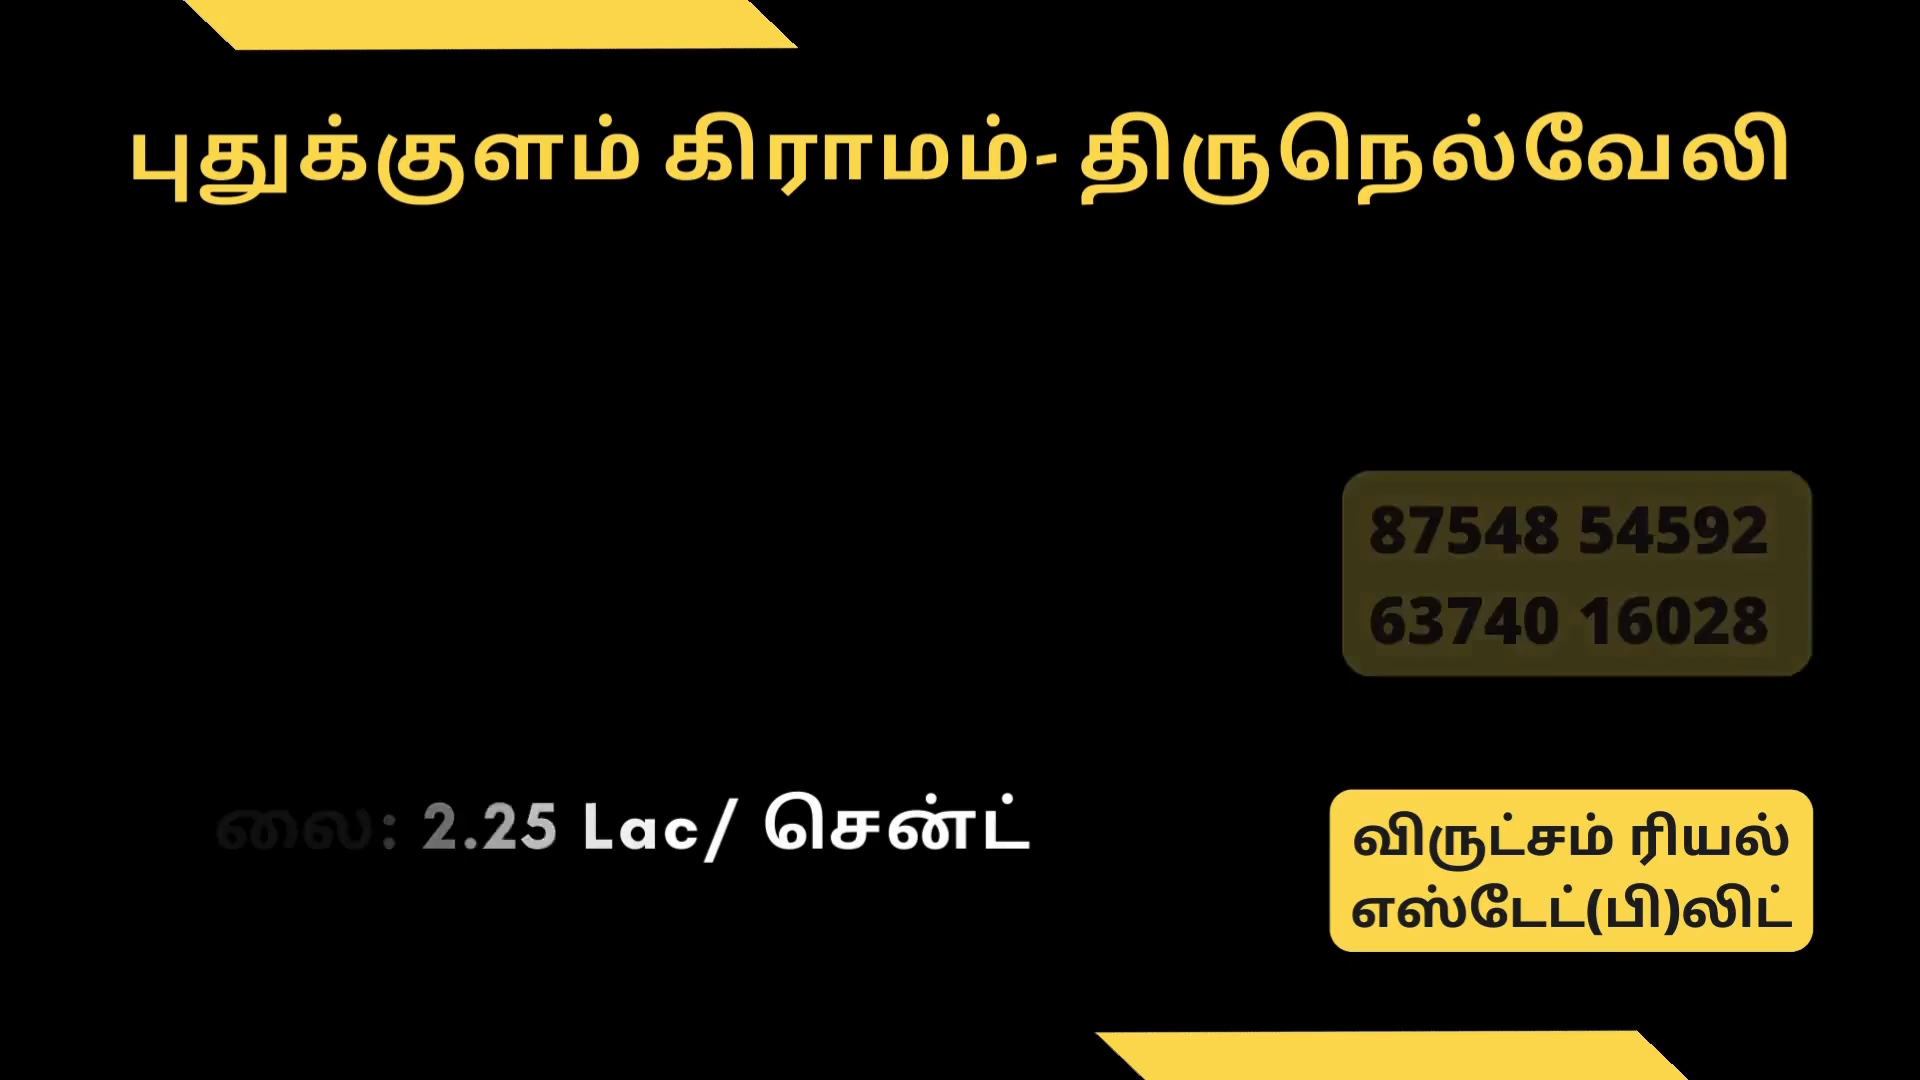 புதுக்குளம் கிராமம்- திருநெல்வேலி
87548 54592
63740 16028
லை: 2.25 Lac/ சென்ட்
விருட்சம் ரியல்
எஸ்டேட்(பி)லிட்